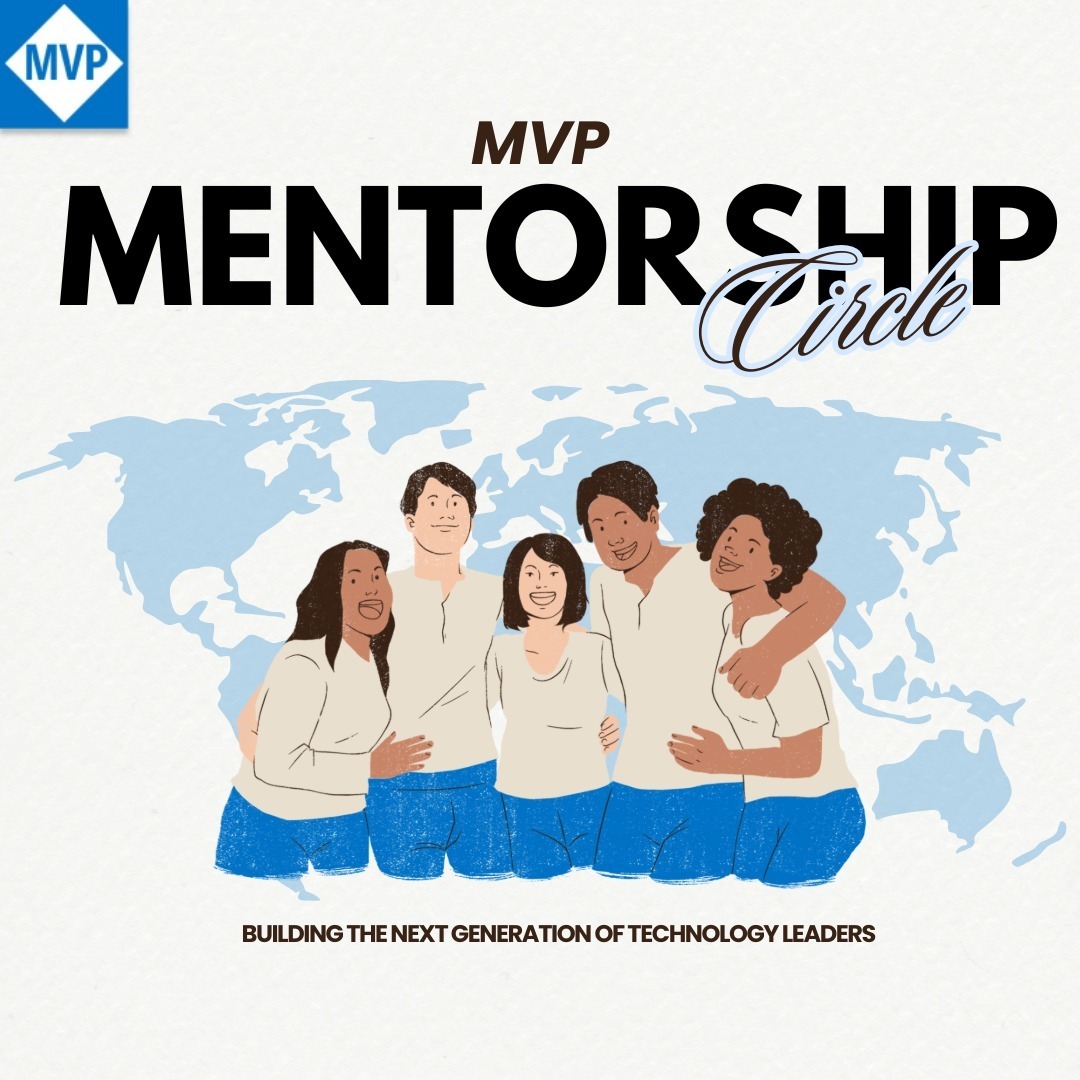 MVP
MVP
MENTORSHIP
Circle
BUILDING THE NEXT GENERATION OF TECHNOLOGY LEADERS